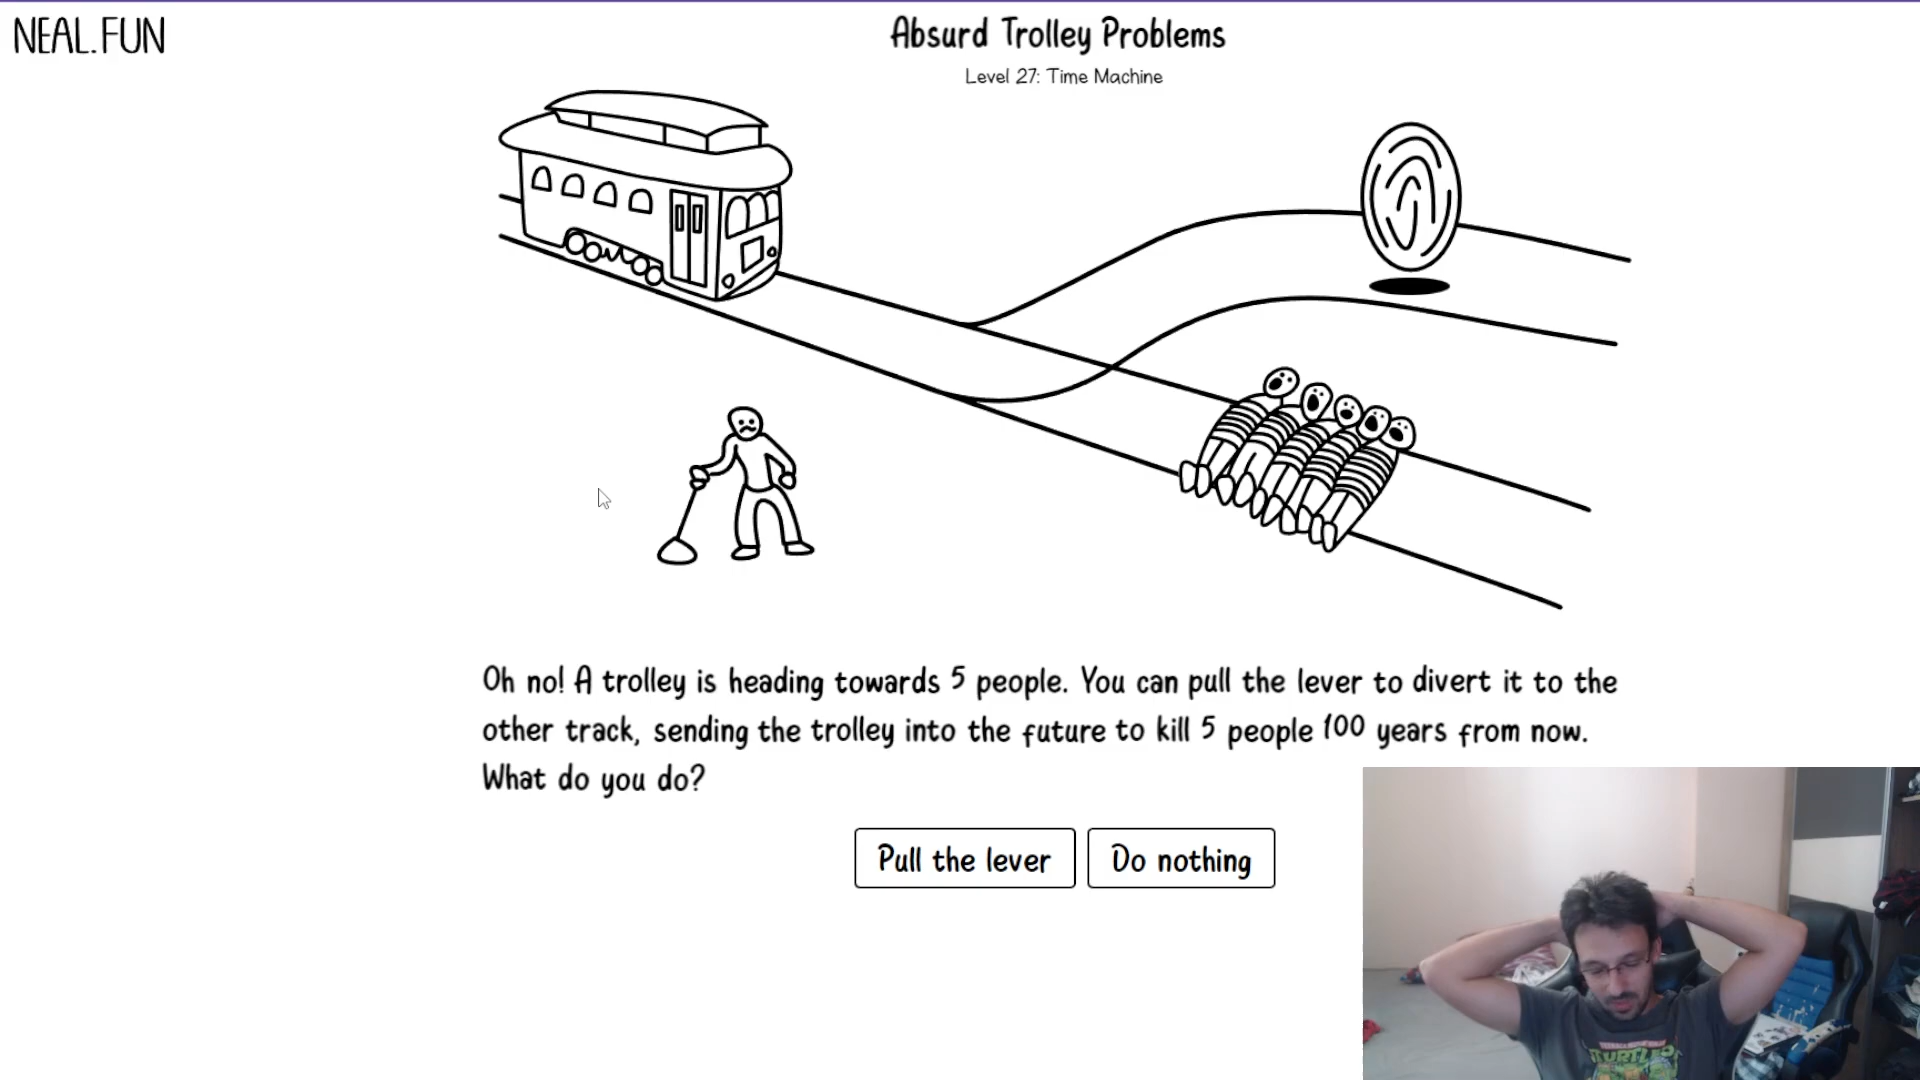 NEAL.FUN
Absurd Trolley Problems
Level 27: Time Machine
Oh no! A trolley is heading towards 5 people. You can pull the lever to divert it to the
other track, sending the trolley into the future to kill 5 people 100 years from now.
What do you do?
Pull the lever
Do nothing
TURTLES